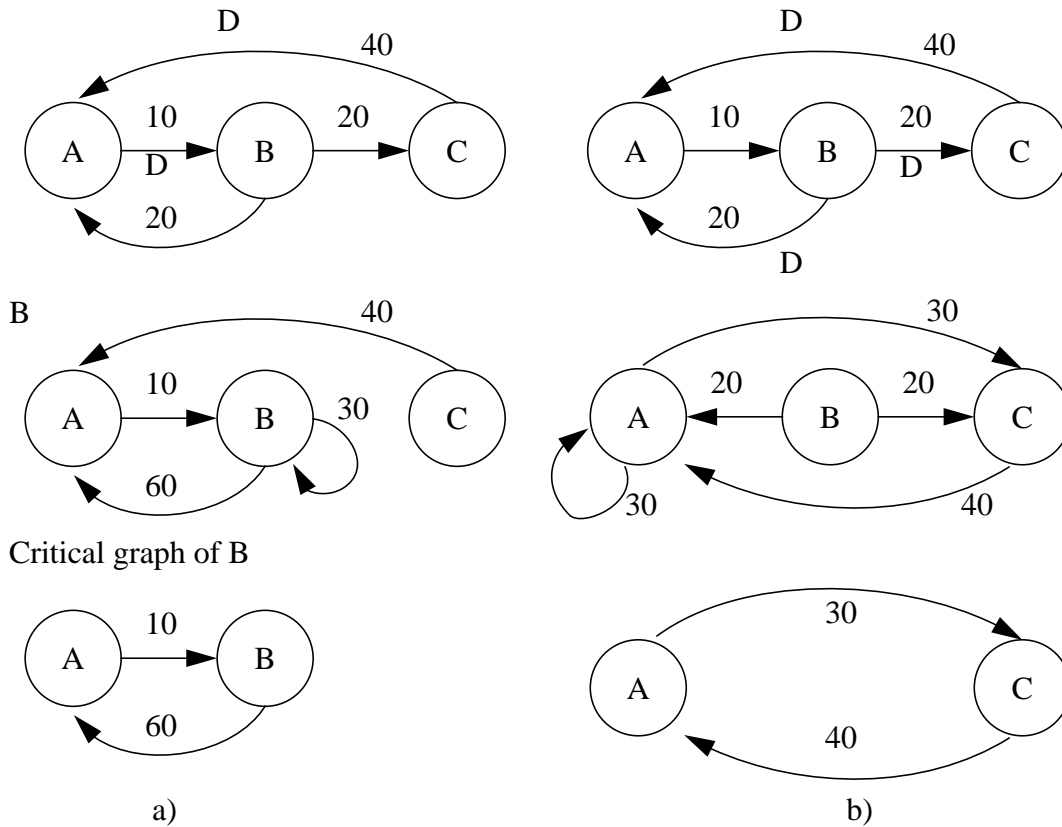 D D
40 40
10 20 10 20
A B C A B C
D D
20 20
D
B 40 30
10 20 20
A B 30 C A B C
60 30 40
Critical graph of B
10 30
A B A C
60 40
a) b)